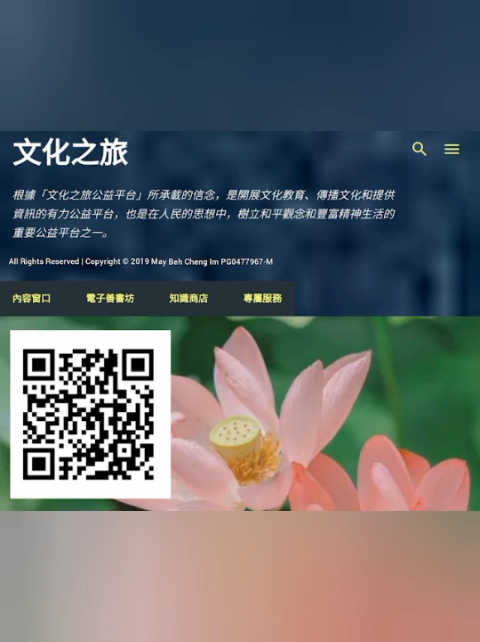 文化之旅
根據「文化之旅公益平台」所承載的信念，是開展文化教育、傳播文化和提供
資訊的有力公益平台，也是在人民的思想中，樹立和平觀念和豐富精神生活的
重要公益平台之一。
All Rights Reserved | Copyright © 2019 May Beh Cheng Im PG0477967-M
內容窗口 電子善書坊 知識商店 專屬服務